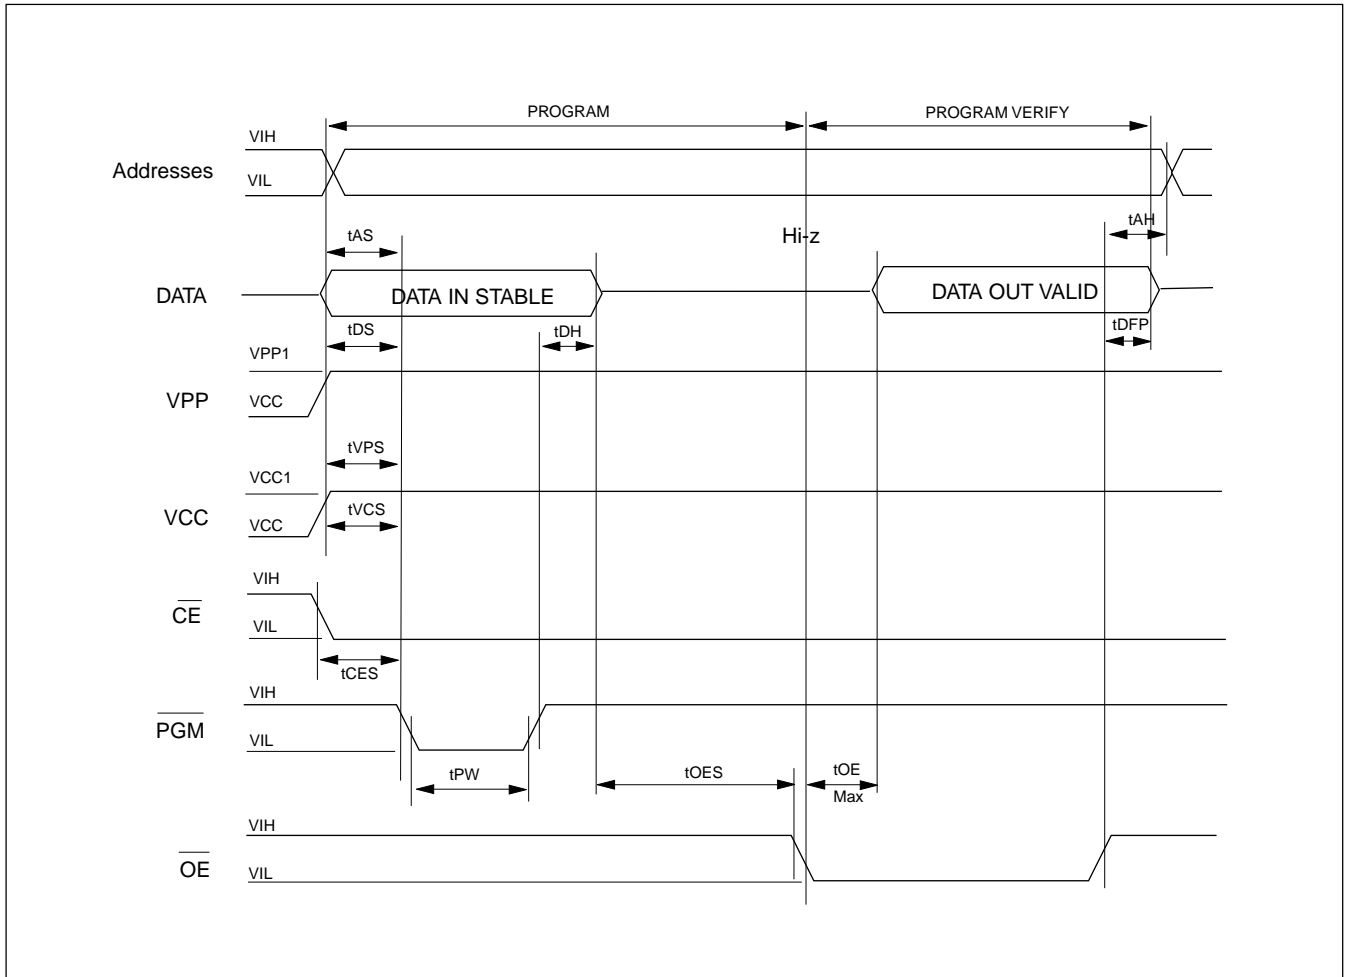 PROGRAM
PROGRAM VERIFY
VIH
Addresses
VIL
tAS
Hi-z
tAH
DATA
DATA IN STABLE
DATA OUT VALID
tDS
tDH
tDFP
VPP1
VPP
VCC
tVPS
VCC1
VCC
VCC
tVCS
VIH
CE
VIL
tCES
VIH
PGM
VIL
tPW
tOES
tOE
Max
VIH
OE
VIL